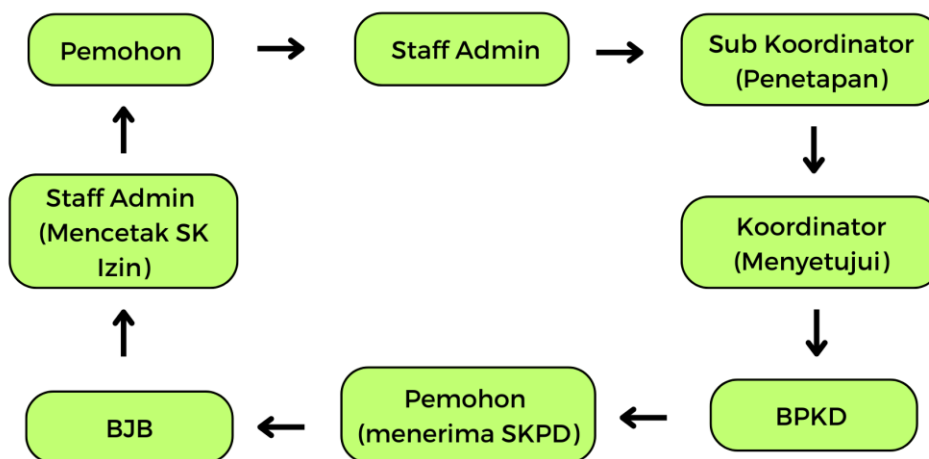 Pemohon
Staff Admin
Sub Koordinator
(Penetapan)
Koordinator
(Menyetujui)
BPKD
Pemohon
(menerima SKPD)
BJB
Staff Admin
(Mencetak SK
Izin)